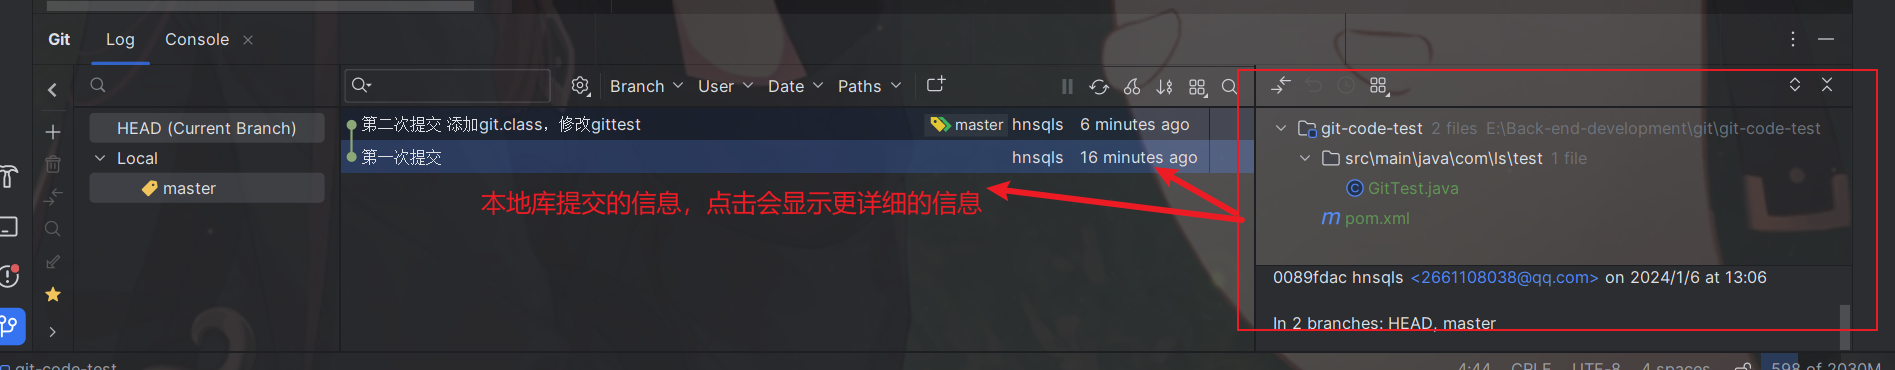 Git Log Console
Branch User Date Paths
HEAD (Current Branch)
Local
master
第二次提交 添加git.class，修改gittest master hnsqls 6 minutes ago
第一次提交 hnsqls 16 minutes ago
本地库提交的信息，点击会显示更详细的信息
git-code-test 2 files E:\Back-end-development\git\git-code-test
src\main\java\com\ls\test 1 file
GitTest.java
pom.xml
0089fdac hnsqls <2661108038@qq.com> on 2024/1/6 at 13:06
In 2 branches: HEAD, master
git-code-test
4:44 CRLF UTF-8 4 spaces 598 of 2030M